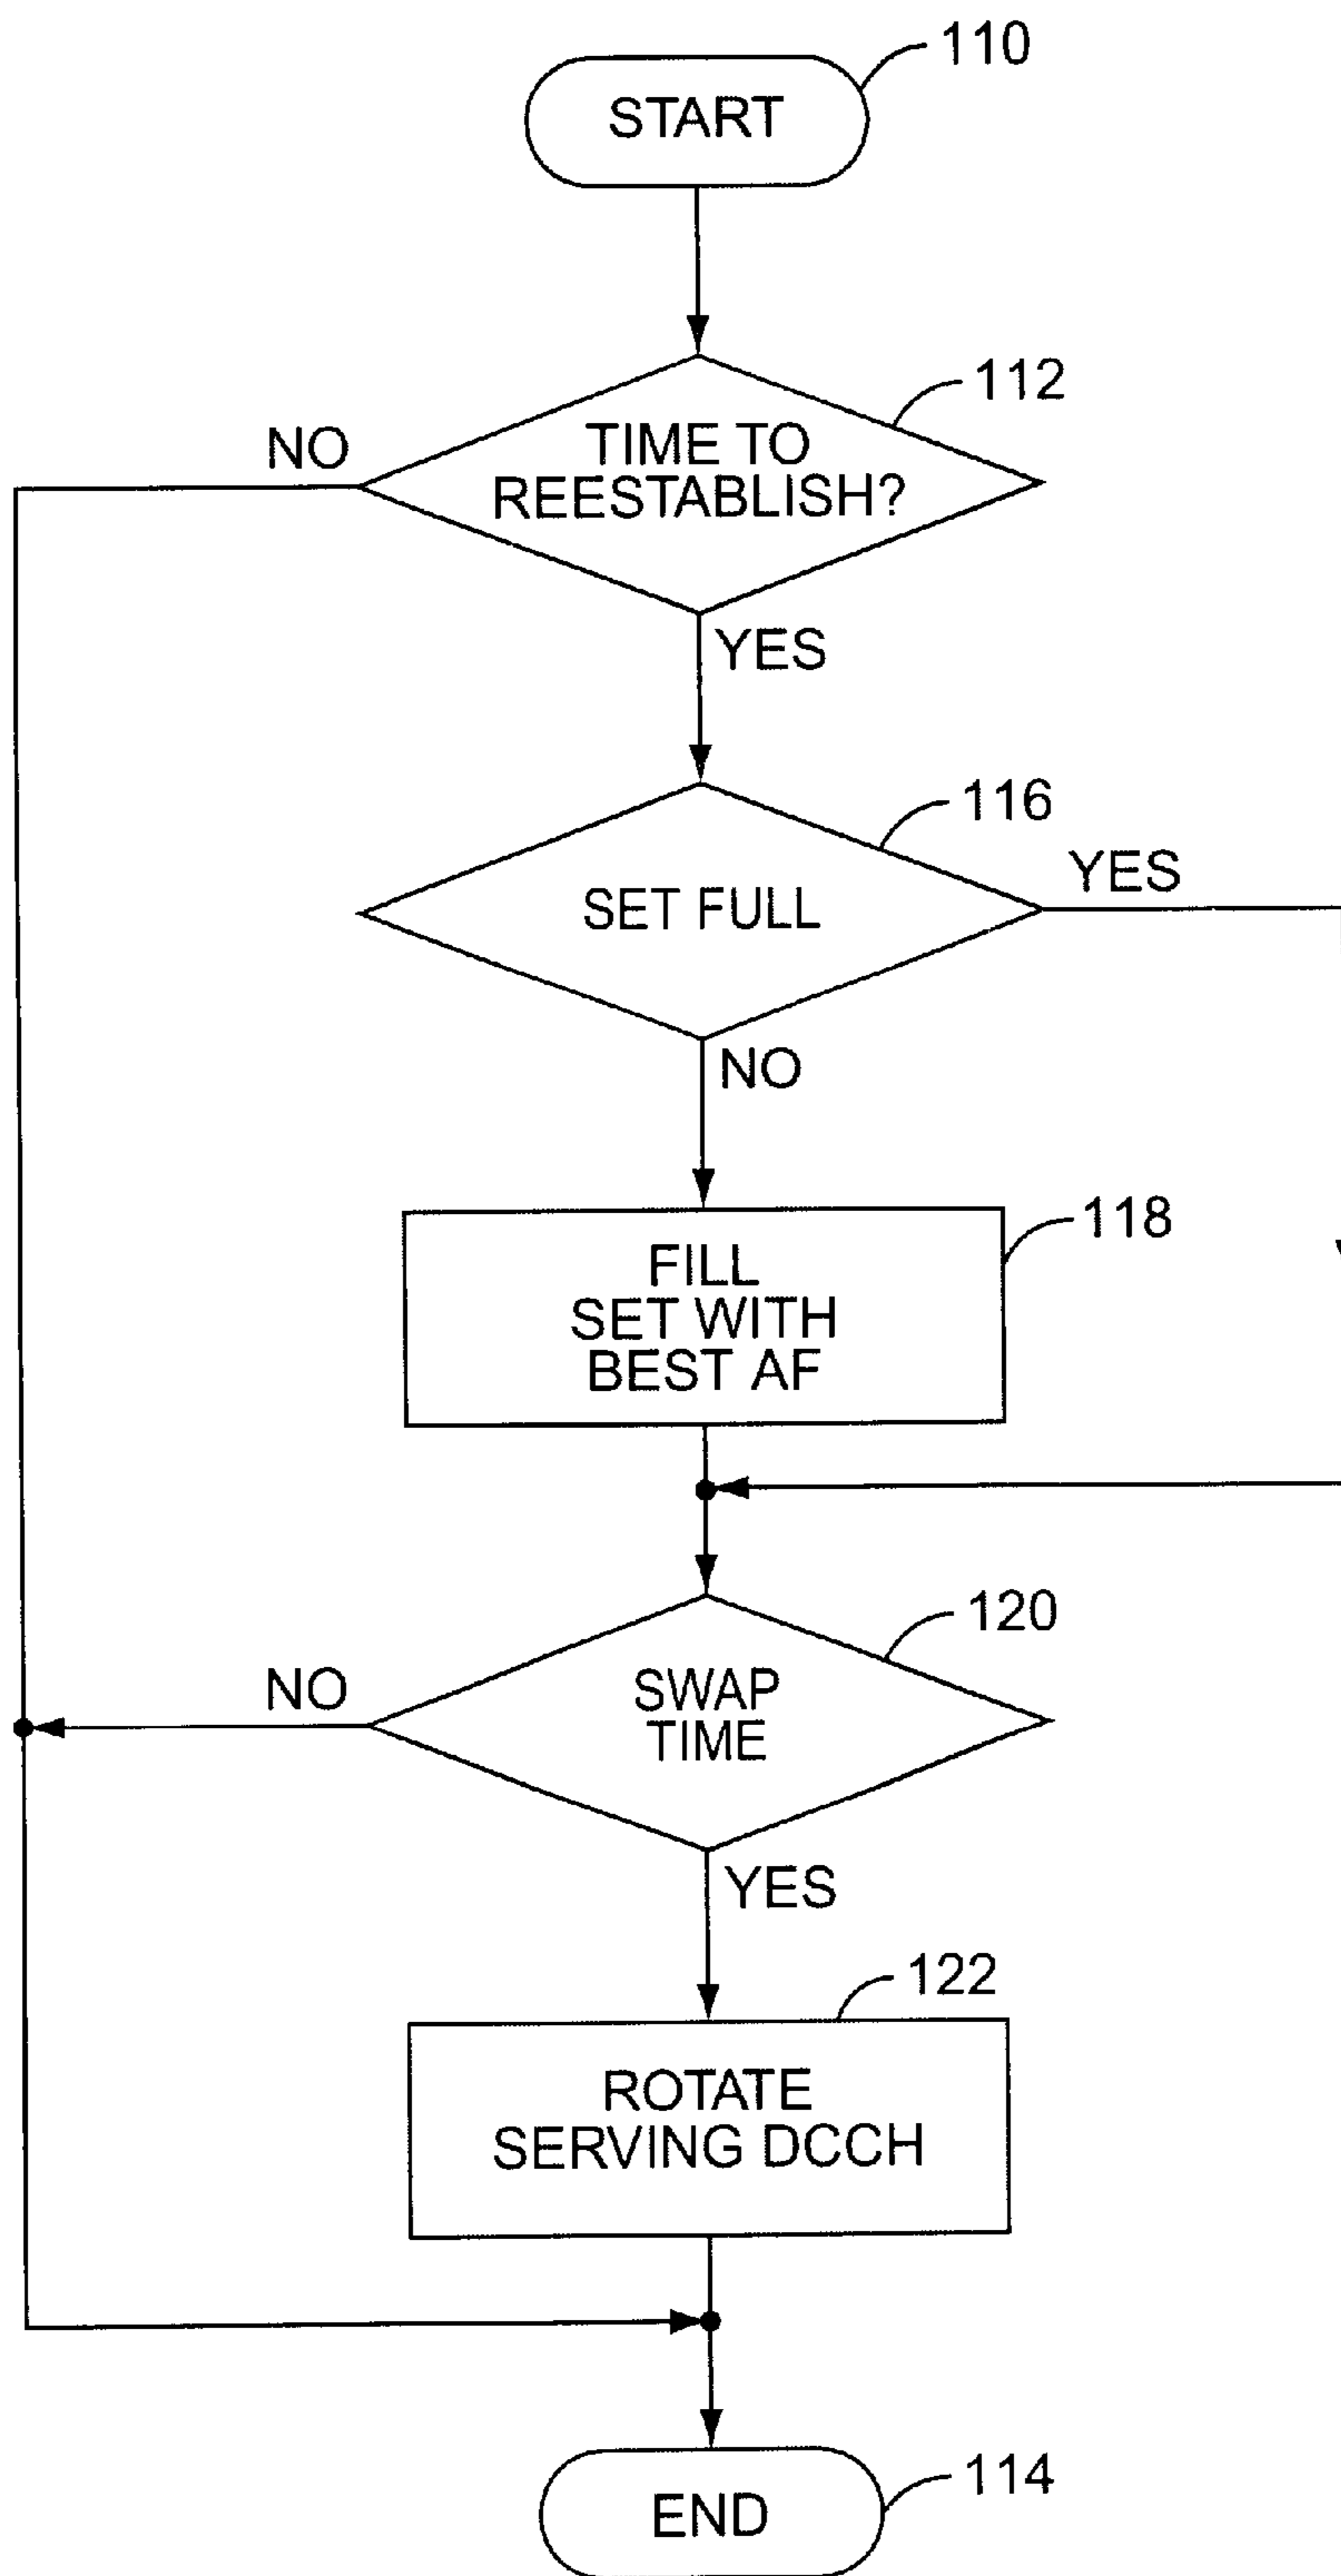 110
START
112
NO
TIME TO
REESTABLISH?
YES
116
YES
SET FULL
NO
118
FILL
SET WITH
BEST AF
120
NO
SWAP
TIME
YES
122
ROTATE
SERVING DCCH
114
END